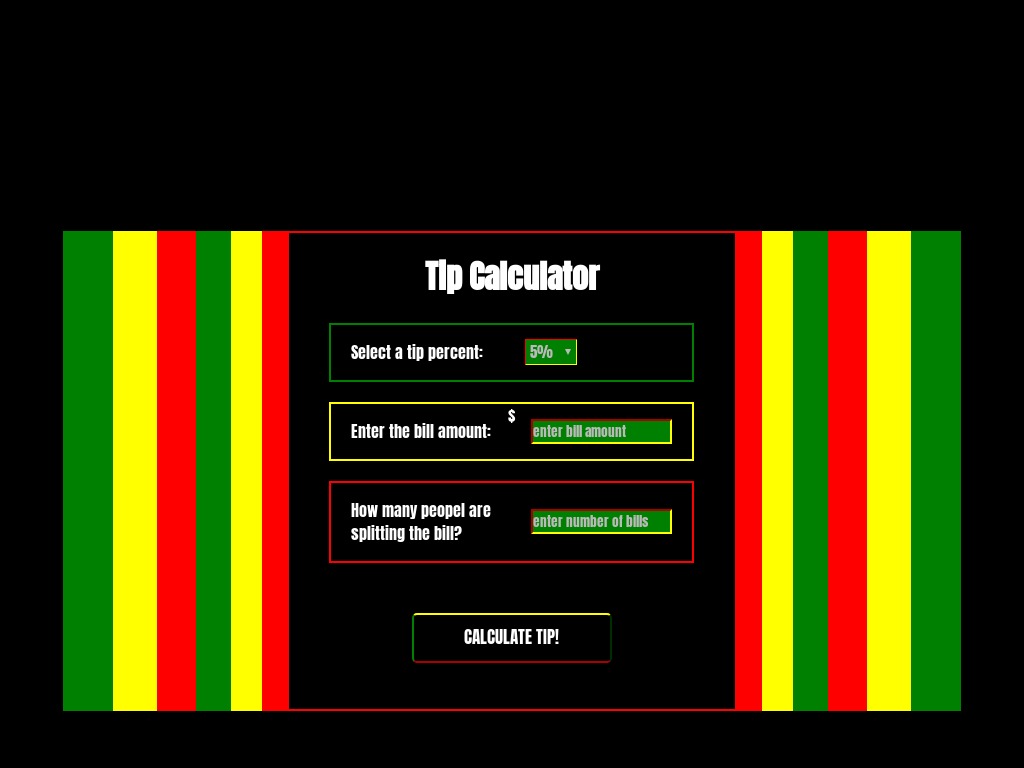 Tip Calculator
Select a tip percent: 5%
$
Enter the bill amount: enter bill amount
How many peopel are
splitting the bill? enter number of bills
CALCULATE TIP!